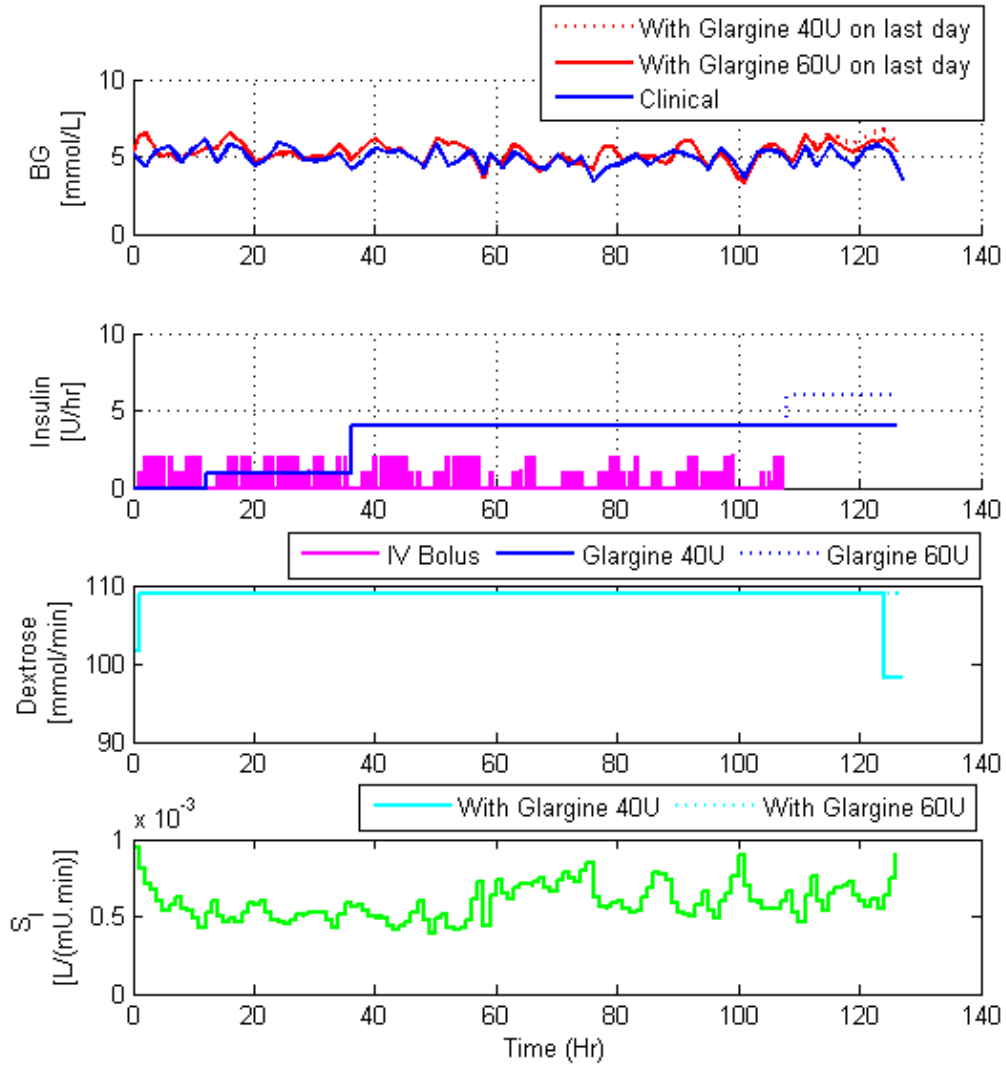 With Glargine 40U on last day
With Glargine 60U on last day
Clinical
BG
[mmol/L]
10
5
0
0 20 40 60 80 100 120 140
Insulin
[U/hr]
10
5
0
0 20 40 60 80 100 120 140
IV Bolus Glargine 40U Glargine 60U
Dextrose
[mmol/min]
110
100
90
0 20 40 60 80 100 120 140
With Glargine 40U With Glargine 60U
x 10^-3
S_I
[L/(mU.min)]
1
0.5
0
0 20 40 60 80 100 120 140
Time (Hr)